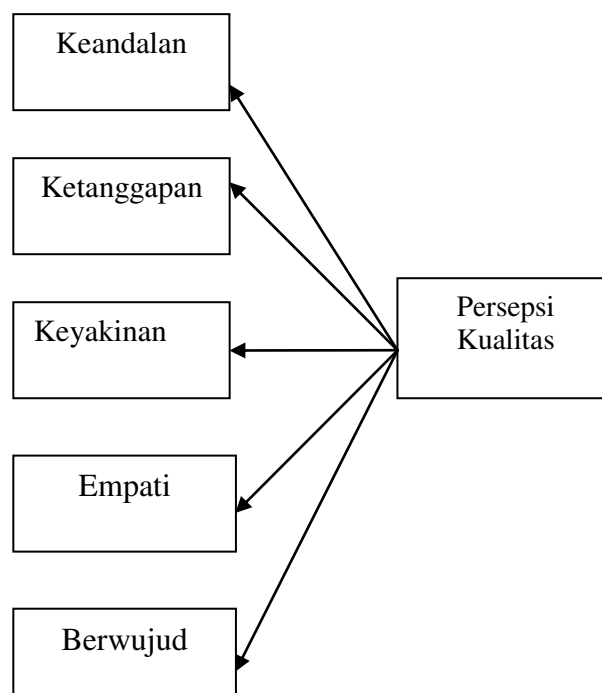 Keandalan
Ketanggapan
Keyakinan
Empati
Berwujud
Persepsi
Kualitas